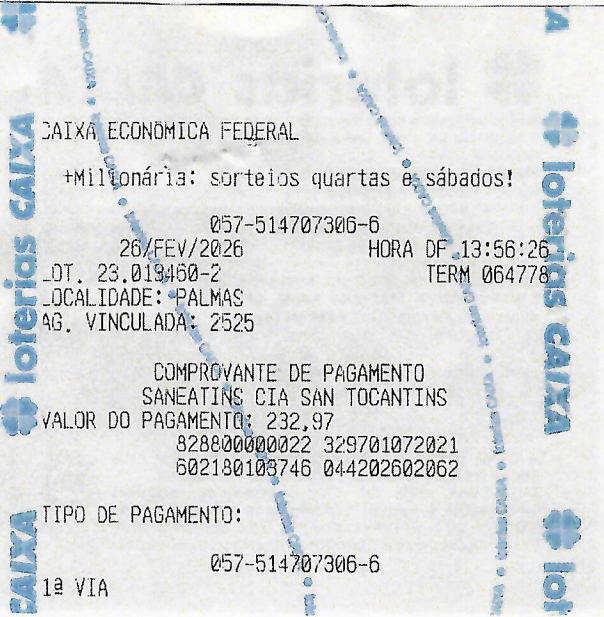 CAIXA ECONÔMICA FEDERAL
+Milionária: sorteios quartas e sábados!
057-514707306-6
26/FEV/2026 HORA DF 13:56:26
LOT. 23.013460-2 TERM 064778
LOCALIDADE: PALMAS
AG. VINCULADA: 2525
COMPROVANTE DE PAGAMENTO
SANEATINS CIA SAN TOCANTINS
VALOR DO PAGAMENTO: 232,97
828800000022 329701072021
602180103746 044202602062
TIPO DE PAGAMENTO:
057-514707306-6
1ª VIA
loterias CAIXA
loterias CAIXA
CAIXA
lot